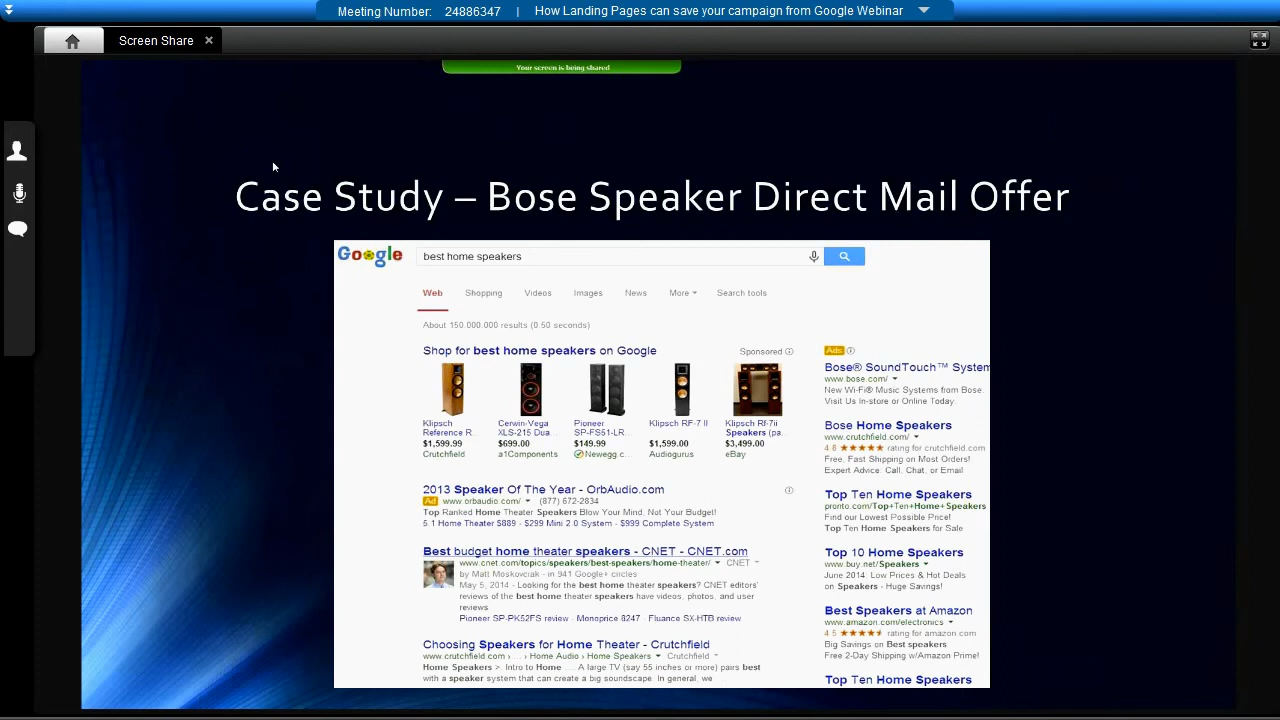 Meeting Number: 24886347 | How Landing Pages can save your campaign from Google Webinar
Screen Share
Your screen is being shared
Case Study – Bose Speaker Direct Mail Offer
Google best home speakers
Web Shopping Videos Images News More Search tools
About 150,000,000 results (0.50 seconds)
Shop for best home speakers on Google Sponsored
Klipsch Reference R...
$1,599.99
Crutchfield
Cerwin-Vega XLS-215 Dua...
$699.00
a1Components
Pioneer SP-FS51-LR...
$149.99
Newegg.c...
Klipsch RF-7 II
$1,599.00
Audiogurus
Klipsch Rf-7ii Speakers (pa...
$3,499.00
eBay
2013 Speaker Of The Year - OrbAudio.com
Ad www.orbaudio.com/ (877) 672-2834
Top Ranked Home Theater Speakers Blow Your Mind, Not Your Budget!
5.1 Home Theater $889 - $299 Mini 2.0 System - $999 Complete System
Best budget home theater speakers - CNET - CNET.com
www.cnet.com/topics/speakers/best-speakers/home-theater/ CNET
by Matt Moskovciak - in 941 Google+ circles
May 5, 2014 - Looking for the best home theater speakers? CNET editors'
reviews of the best home theater speakers have videos, photos, and user
reviews
Pioneer SP-PK52FS review - Monoprice 8247 - Fluance SX-HTB review
Choosing Speakers for Home Theater - Crutchfield
www.crutchfield.com › ... › Home Audio › Home Speakers Crutchfield
Home Speakers > Intro to Home ... A large TV (say 55 inches or more) pairs best
with a speaker system that can create a big soundscape. In general, we
Ads
Bose® SoundTouch™ System
www.bose.com/
New Wi-Fi® Music Systems from Bose.
Visit Us In-store or Online Today.
Bose Home Speakers
www.crutchfield.com/
4.8 rating for crutchfield.com
Free, Fast Shipping on Most Orders!
Expert Advice. Call, Chat, or Email
Top Ten Home Speakers
pronto.com/Top+Ten+Home+Speakers
Find our Lowest Possible Price!
Top Ten Home Speakers for Sale
Top 10 Home Speakers
www.buy.net/Speakers
June 2014. Low Prices & Hot Deals
on Speakers - Huge Savings!
Best Speakers at Amazon
www.amazon.com/electronics
4.5 rating for amazon.com
Big Savings on Best speakers
Free 2-Day Shipping w/Amazon Prime!
Top Ten Home Speakers